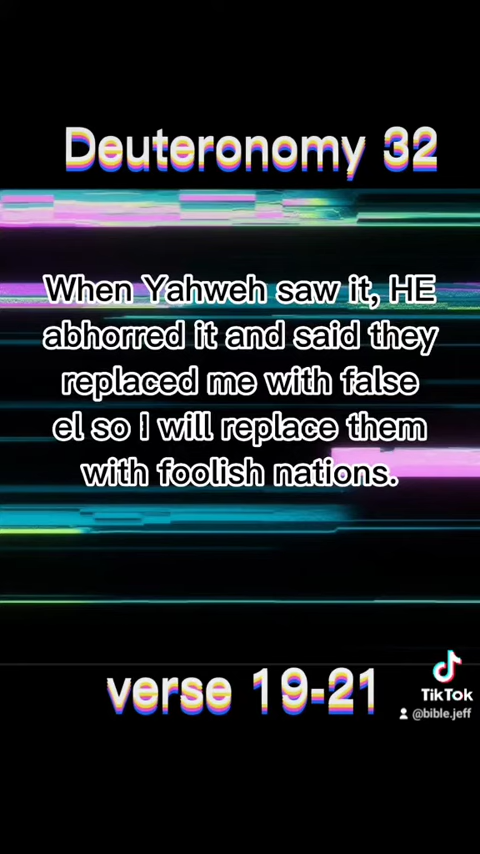 Deuteronomy 32
When Yahweh saw it, HE
abhorred it and said they
replaced me with false
el so I will replace them
with foolish nations.
verse 19-21
TikTok
@bible.jeff